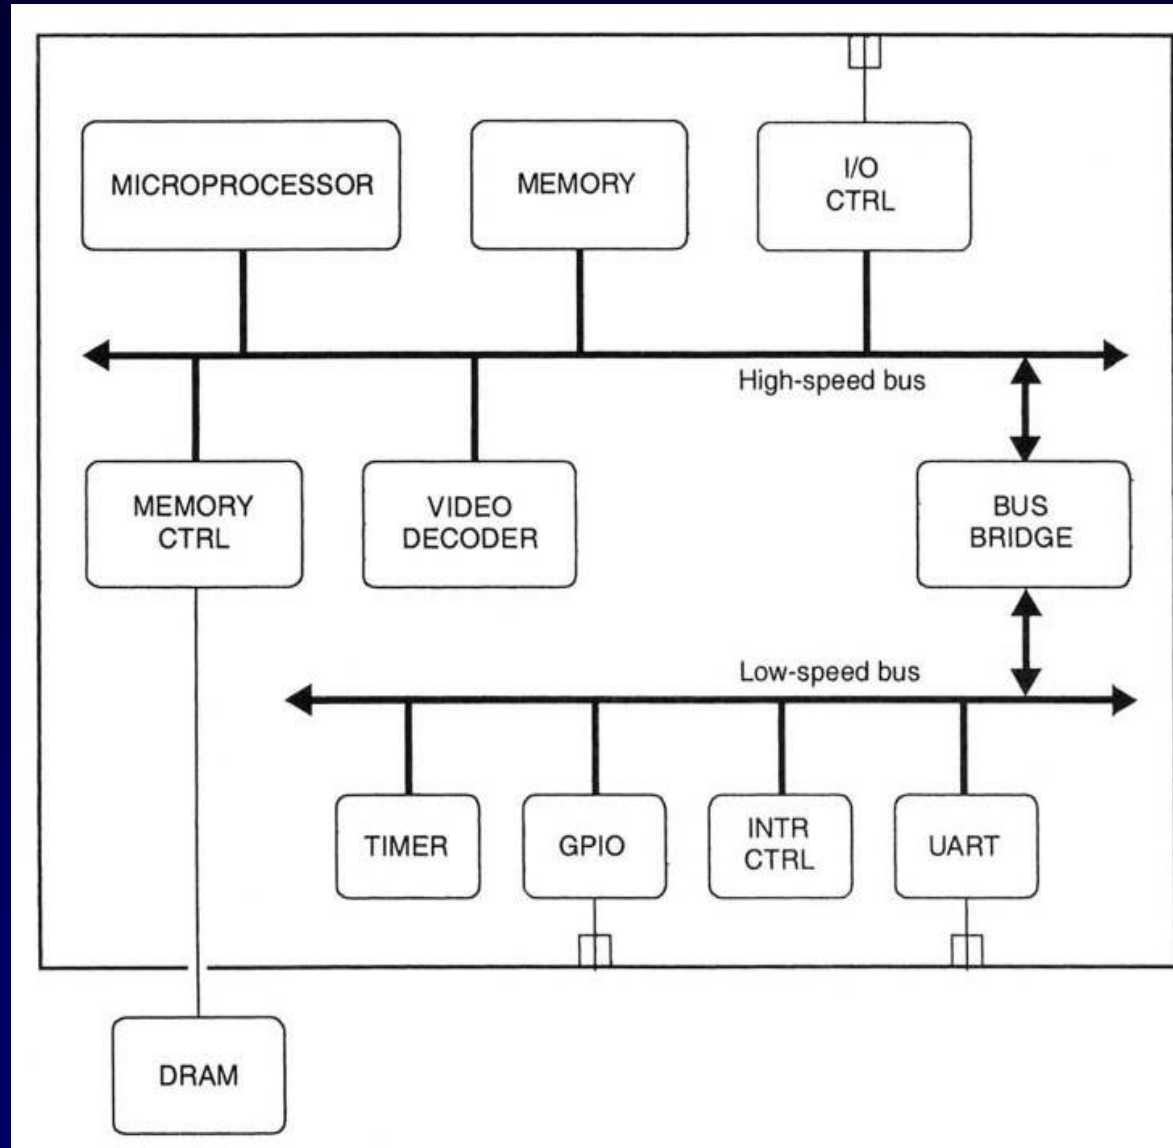 MICROPROCESSOR
MEMORY
I/O
CTRL
High-speed bus
MEMORY
CTRL
VIDEO
DECODER
BUS
BRIDGE
Low-speed bus
TIMER
GPIO
INTR
CTRL
UART
DRAM